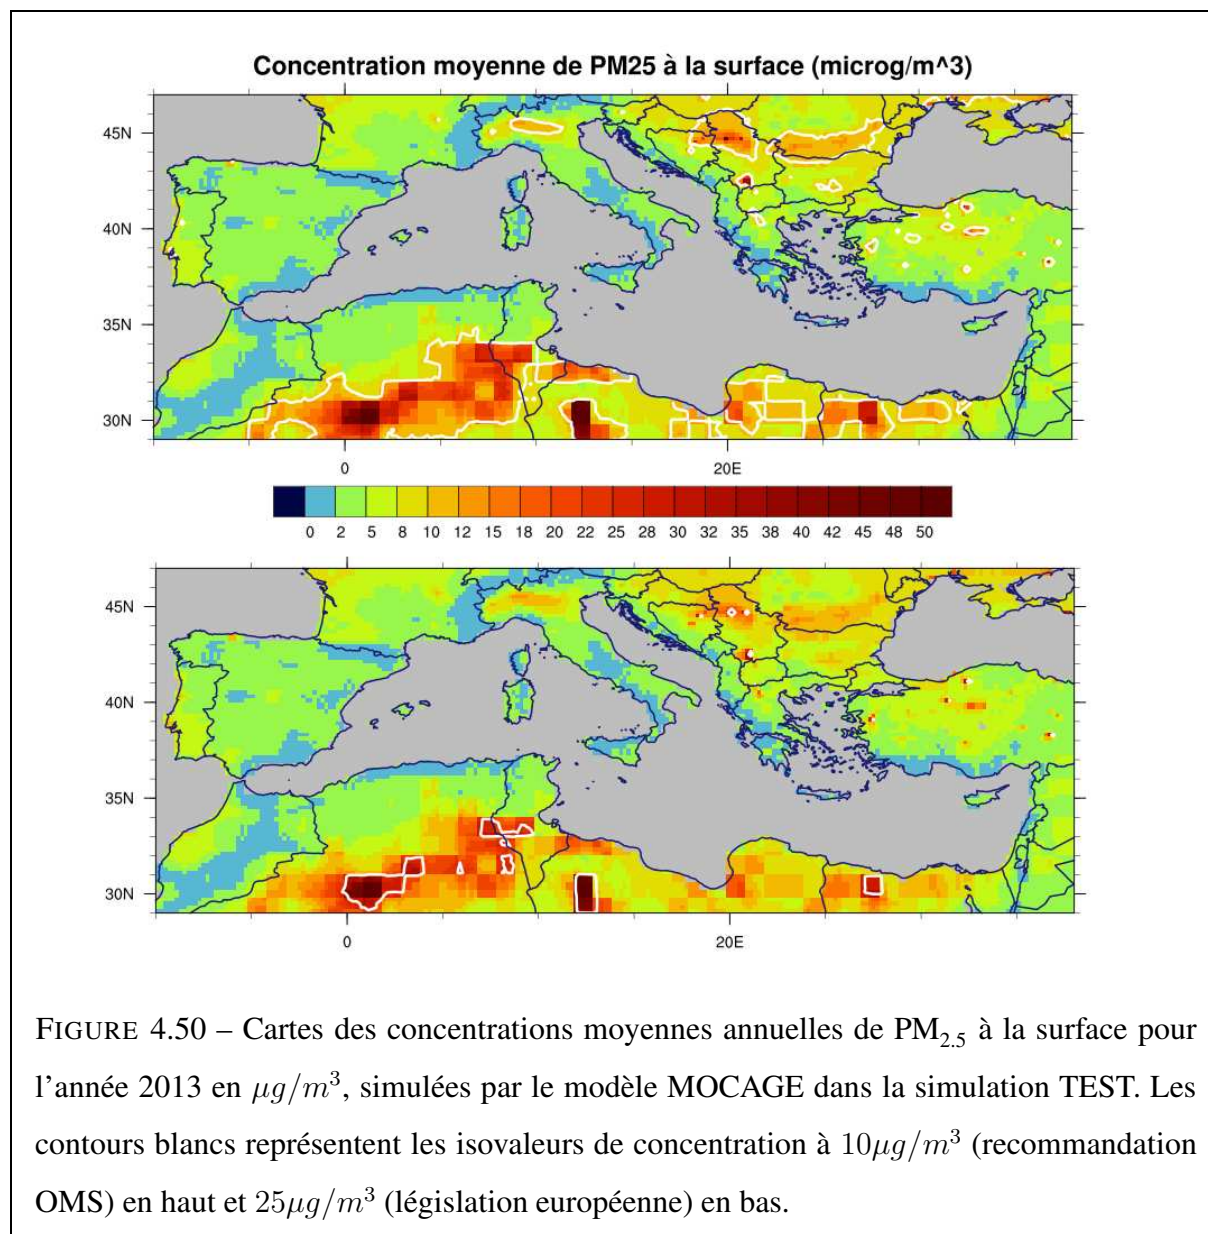 Concentration moyenne de PM25 à la surface (microg/m^3)
45N
40N
35N
30N
0 20E
0 2 5 8 10 12 15 18 20 22 25 28 30 32 35 38 40 42 45 48 50
45N
40N
35N
30N
0 20E
FIGURE 4.50 – Cartes des concentrations moyennes annuelles de PM2.5 à la surface pour
l'année 2013 en µg/m³, simulées par le modèle MOCAGE dans la simulation TEST. Les
contours blancs représentent les isovaleurs de concentration à 10µg/m³ (recommandation
OMS) en haut et 25µg/m³ (législation européenne) en bas.